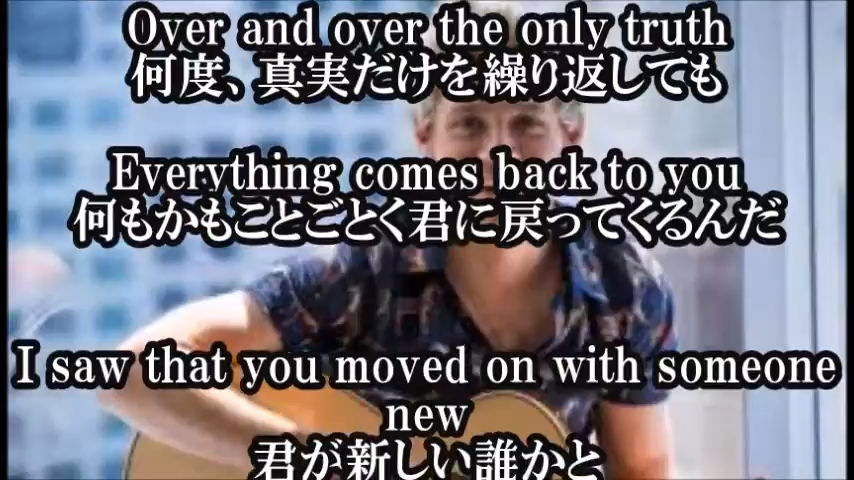 Over and over the only truth
何度、真実だけを繰り返しても
Everything comes back to you
何もかもことごとく君に戻ってくるんだ
I saw that you moved on with someone
new
君が新しい誰かと